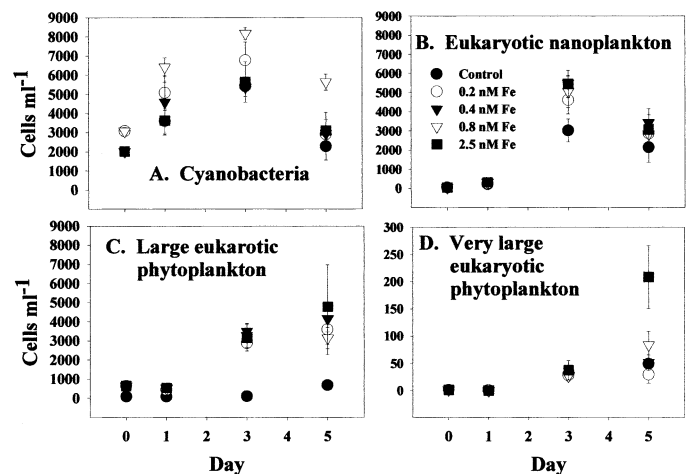 9000
8000
7000
6000
5000
4000
3000
2000
1000
0
Cells ml-1
A. Cyanobacteria
9000
8000
7000
6000
5000
4000
3000
2000
1000
0
B. Eukaryotic nanoplankton
Control
0.2 nM Fe
0.4 nM Fe
0.8 nM Fe
2.5 nM Fe
9000
8000
7000
6000
5000
4000
3000
2000
1000
0
Cells ml-1
C. Large eukarotic
phytoplankton
0 1 2 3 4 5
Day
300
250
200
150
100
50
0
D. Very large
eukaryotic
phytoplankton
0 1 2 3 4 5
Day